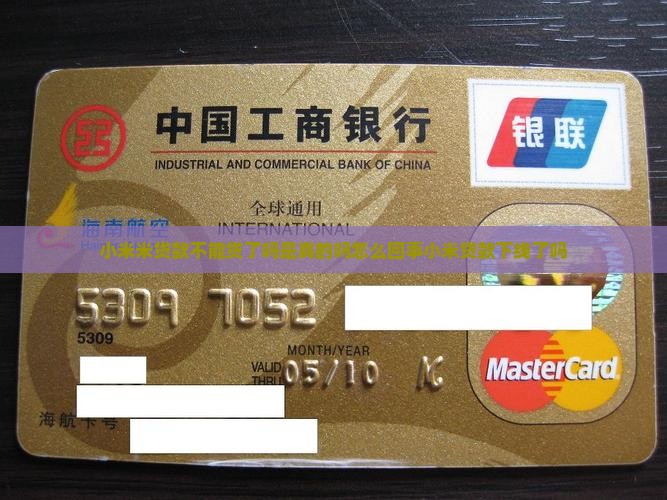 中国工商银行
INDUSTRIAL AND COMMERCIAL BANK OF CHINA
银联
全球通用
海南航空
INTERNATIONAL
小米米贷款不能贷了吗是真的吗怎么回事小米贷款下线了吗
5309 7052
5309
MONTH/YEAR
VALID
THRU
05/10
MasterCard
海航卡号